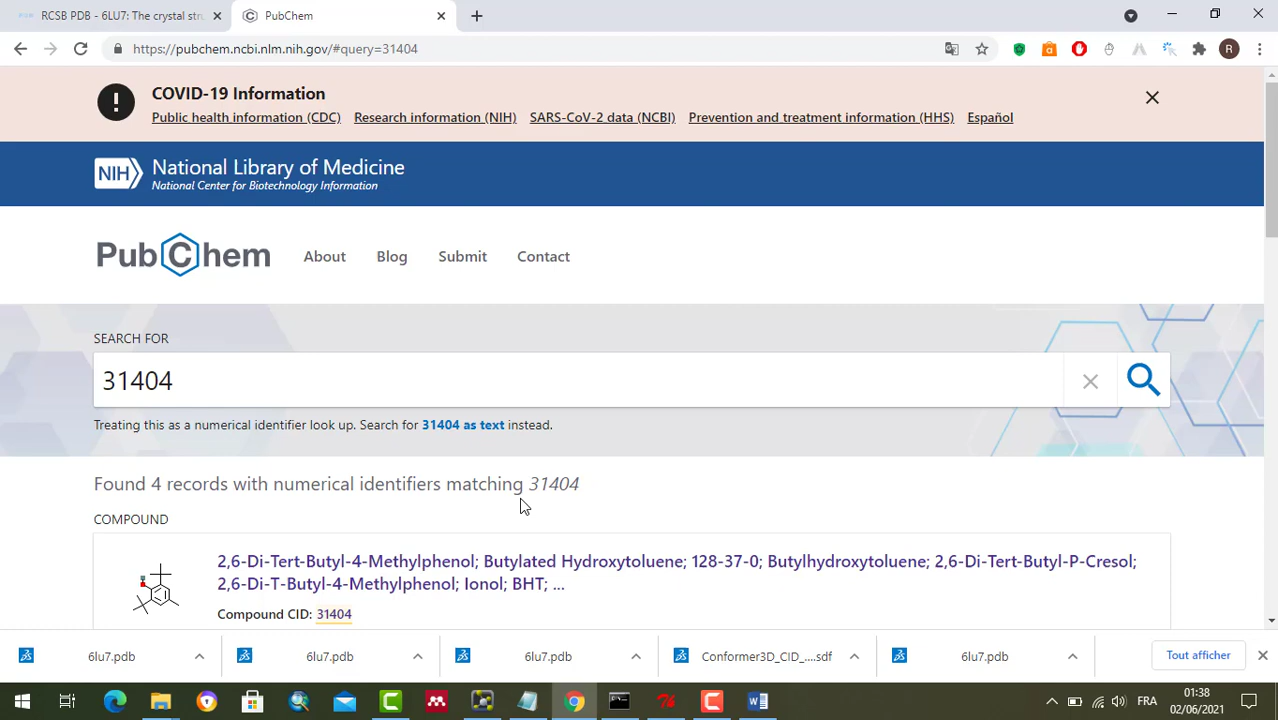 RCSB PDB - 6LU7: The crystal stru
PubChem
https://pubchem.ncbi.nlm.nih.gov/#query=31404
R
COVID-19 Information
Public health information (CDC) Research information (NIH) SARS-CoV-2 data (NCBI) Prevention and treatment information (HHS) Español
NIH National Library of Medicine
National Center for Biotechnology Information
PubChem About Blog Submit Contact
SEARCH FOR
31404
Treating this as a numerical identifier look up. Search for 31404 as text instead.
Found 4 records with numerical identifiers matching 31404
COMPOUND
2,6-Di-Tert-Butyl-4-Methylphenol; Butylated Hydroxytoluene; 128-37-0; Butylhydroxytoluene; 2,6-Di-Tert-Butyl-P-Cresol;
2,6-Di-T-Butyl-4-Methylphenol; Ionol; BHT; ...
Compound CID: 31404
6lu7.pdb 6lu7.pdb 6lu7.pdb Conformer3D_CID_....sdf 6lu7.pdb Tout afficher
FRA 01:38
02/06/2021